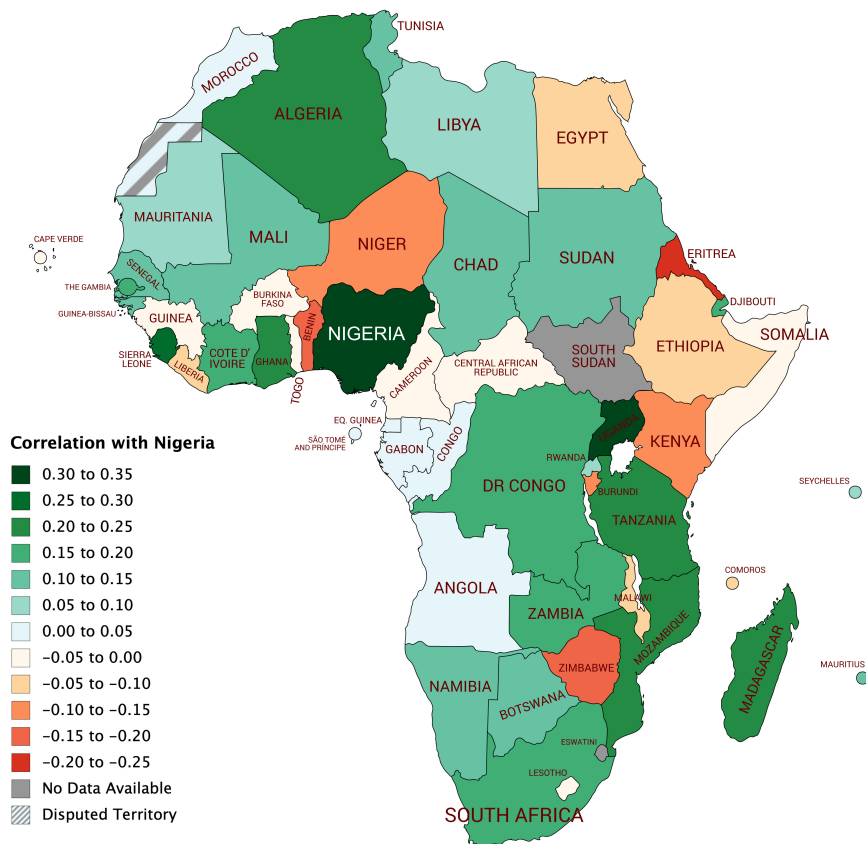 TUNISIA
MOROCCO
ALGERIA
LIBYA
EGYPT
MAURITANIA
MALI
NIGER
CHAD
SUDAN
ERITREA
CAPE VERDE
SENEGAL
THE GAMBIA
GUINEA-BISSAU
GUINEA
BURKINA
FASO
BENIN
NIGERIA
DJIBOUTI
SOMALIA
SIERRA
LEONE
LIBERIA
COTE D'
IVOIRE
GHANA
TOGO
CAMEROON
CENTRAL AFRICAN
REPUBLIC
SOUTH
SUDAN
ETHIOPIA
EQ. GUINEA
SÃO TOMÉ
AND PRÍNCIPE
GABON
CONGO
UGANDA
KENYA
RWANDA
BURUNDI
DR CONGO
TANZANIA
SEYCHELLES
COMOROS
ANGOLA
ZAMBIA
MALAWI
MOZAMBIQUE
MADAGASCAR
MAURITIUS
ZIMBABWE
NAMIBIA
BOTSWANA
ESWATINI
LESOTHO
SOUTH AFRICA
Correlation with Nigeria
0.30 to 0.35
0.25 to 0.30
0.20 to 0.25
0.15 to 0.20
0.10 to 0.15
0.05 to 0.10
0.00 to 0.05
−0.05 to 0.00
−0.05 to −0.10
−0.10 to −0.15
−0.15 to −0.20
−0.20 to −0.25
No Data Available
Disputed Territory